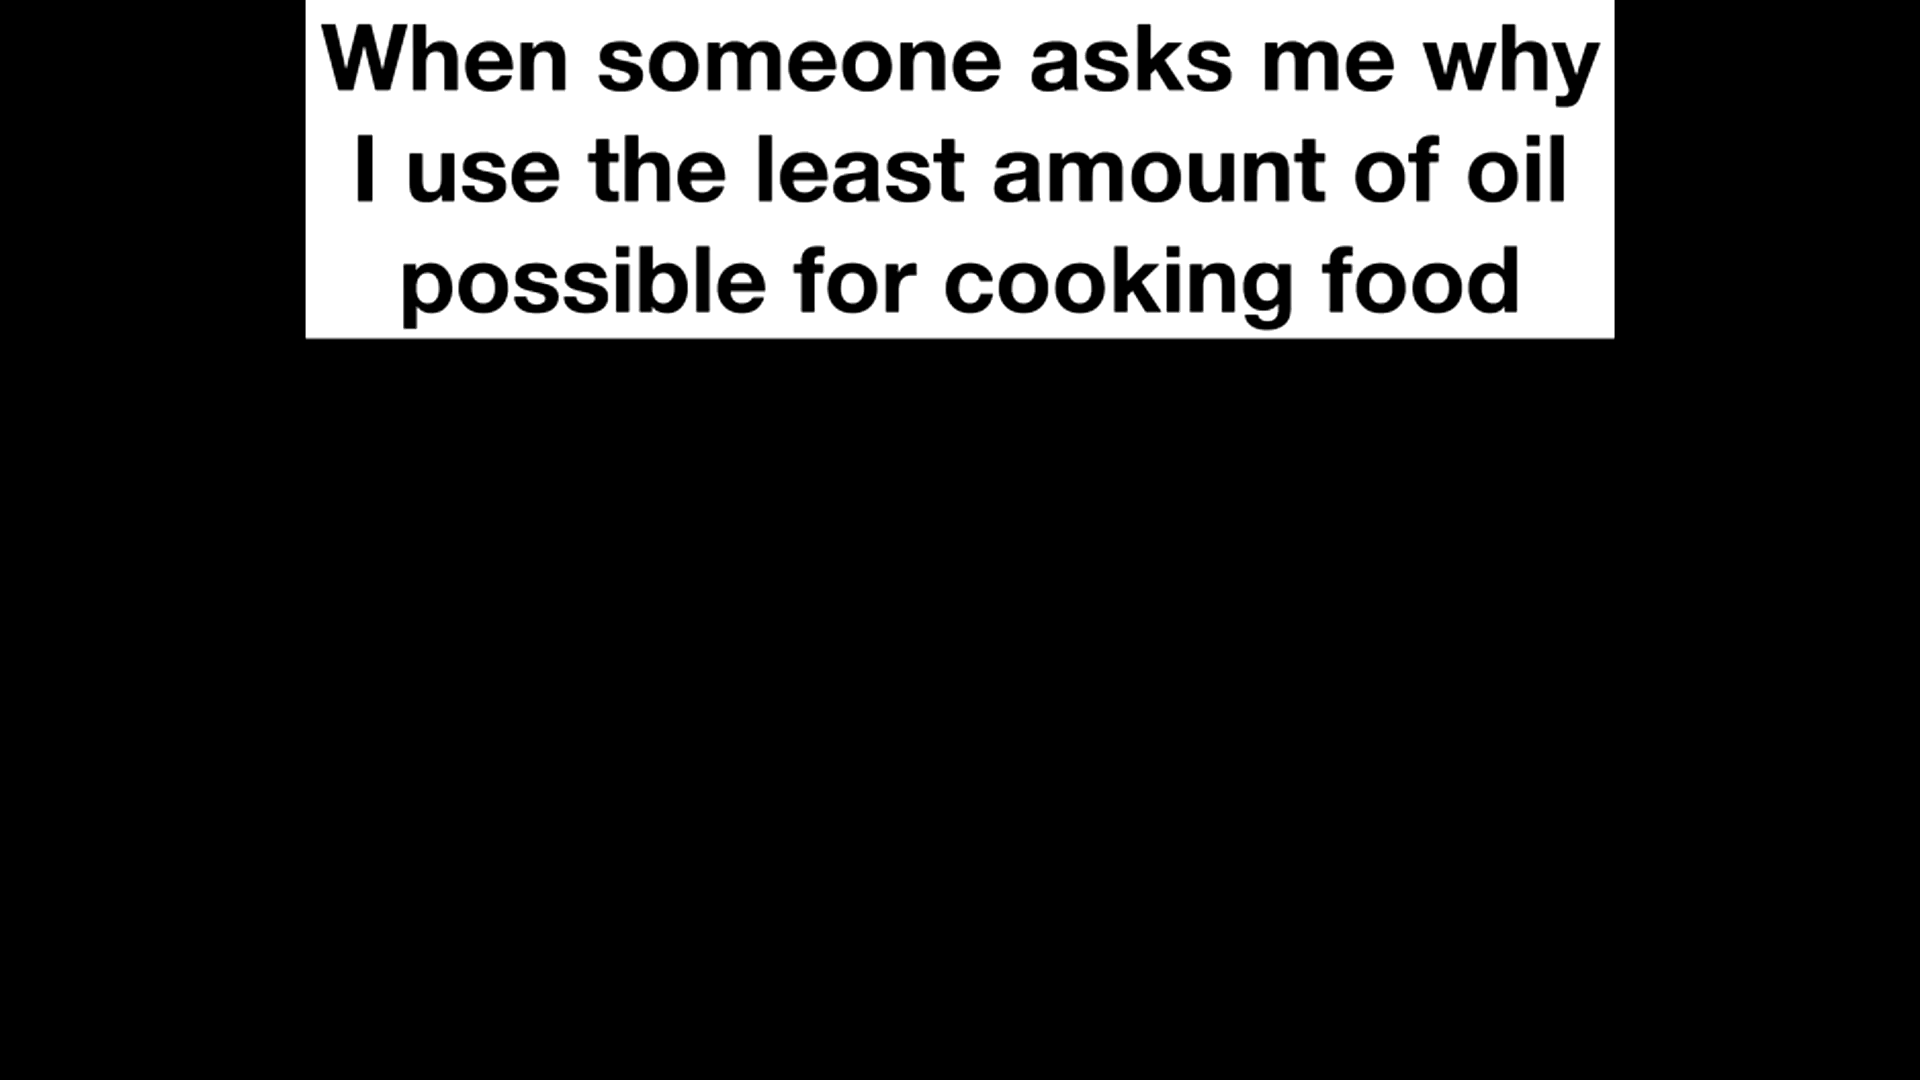 When someone asks me why
I use the least amount of oil
possible for cooking food